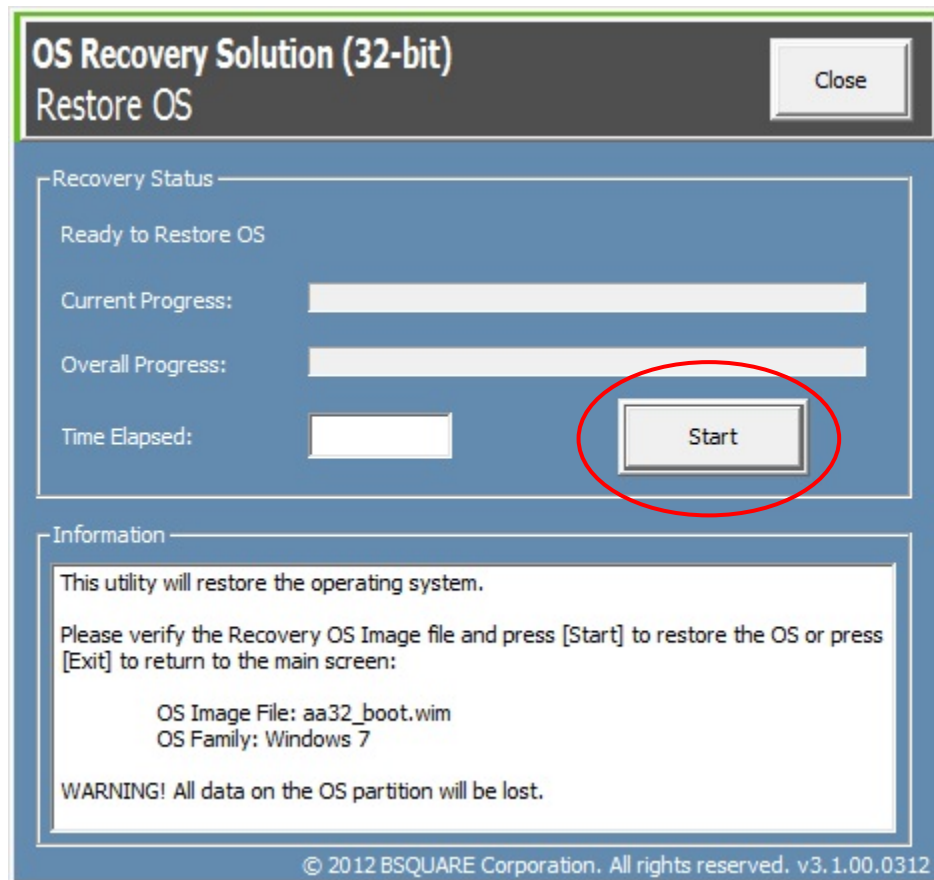 OS Recovery Solution (32-bit)
Restore OS
Close
Recovery Status
Ready to Restore OS
Current Progress:
Overall Progress:
Time Elapsed:
Start
Information
This utility will restore the operating system.
Please verify the Recovery OS Image file and press [Start] to restore the OS or press
[Exit] to return to the main screen:
OS Image File: aa32_boot.wim
OS Family: Windows 7
WARNING! All data on the OS partition will be lost.
© 2012 BSQUARE Corporation. All rights reserved. v3.1.00.0312